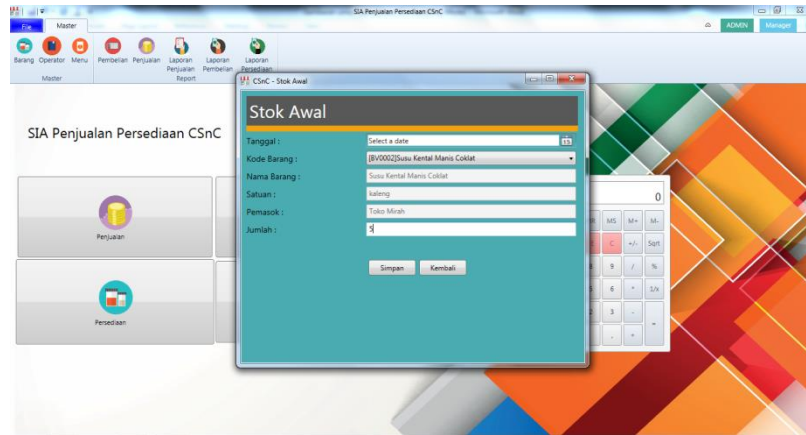 SIA Penjualan Persediaan CSnC
File
Master
ADMIN
Manager
Barang Operator Menu Pembelian Penjualan Laporan Penjualan Laporan Pembelian Laporan Persediaan
Master Report
CSnC - Stok Awal
Stok Awal
SIA Penjualan Persediaan CSnC
Tanggal : Select a date 15
Kode Barang : [BV0002]Susu Kental Manis Coklat
Nama Barang : Susu Kental Manis Coklat
Satuan : kaleng
Pemasok : Toko Mirah
Jumlah : 5
Simpan Kembali
Penjualan
Persediaan
0
MS M+ M-
C +/- Sqrt
9 / %
6 * 1/x
3 - =
. +